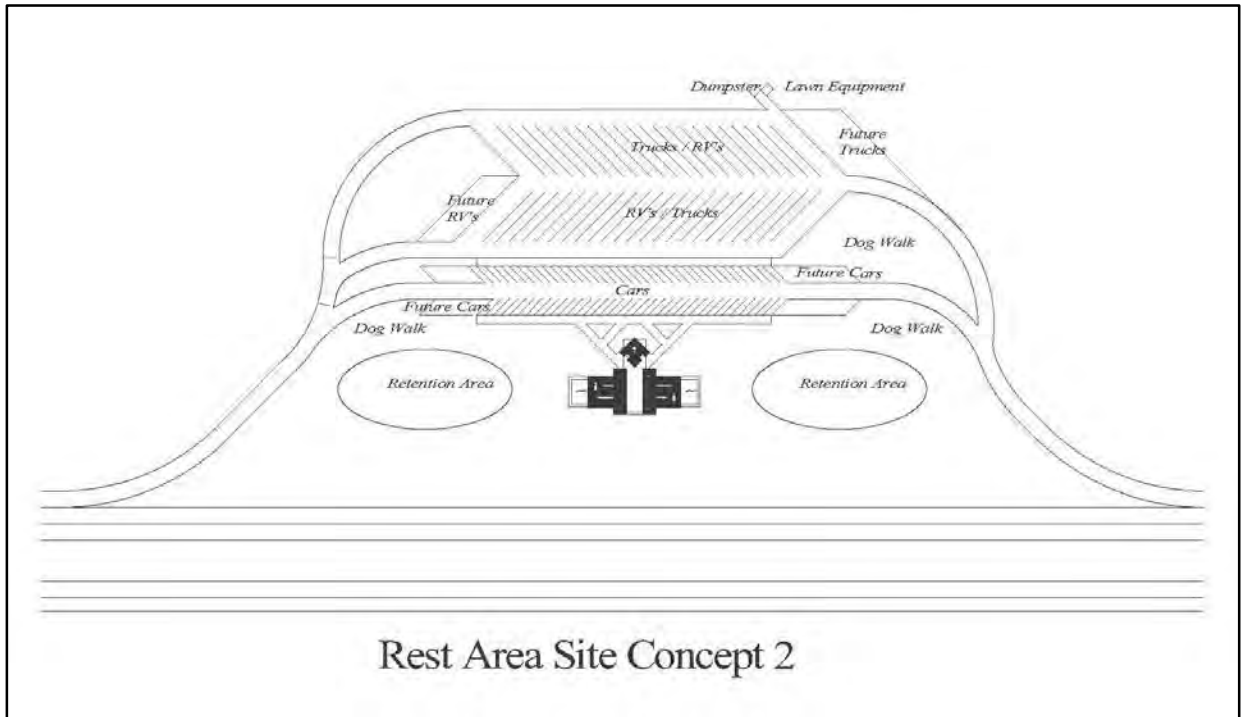 Dumpster
Lawn Equipment
Future
Trucks
Trucks / RV's
Future
RV's
RV's / Trucks
Dog Walk
Future Cars
Cars
Future Cars
Dog Walk
Dog Walk
Retention Area
Retention Area
Rest Area Site Concept 2